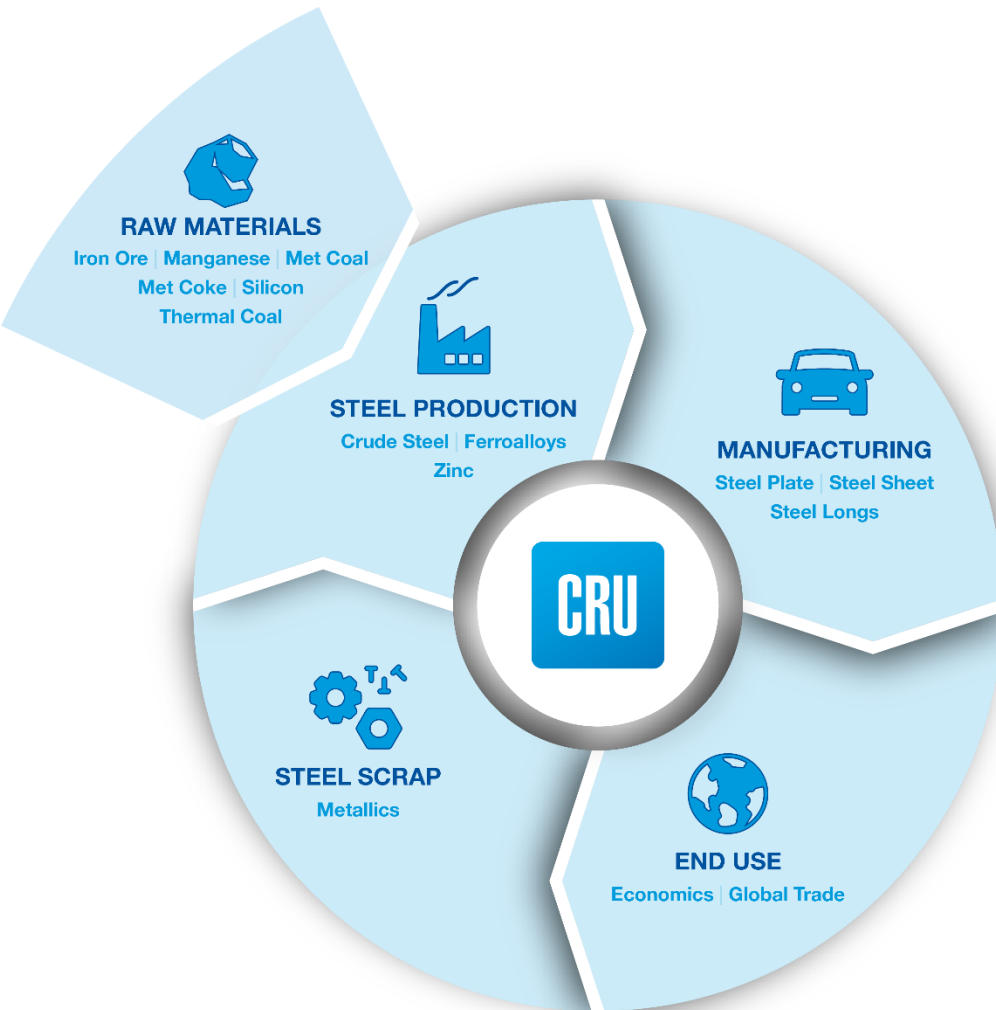 RAW MATERIALS
Iron Ore | Manganese | Met Coal
Met Coke | Silicon
Thermal Coal
STEEL PRODUCTION
Crude Steel | Ferroalloys
Zinc
MANUFACTURING
Steel Plate | Steel Sheet
Steel Longs
CRU
STEEL SCRAP
Metallics
END USE
Economics | Global Trade